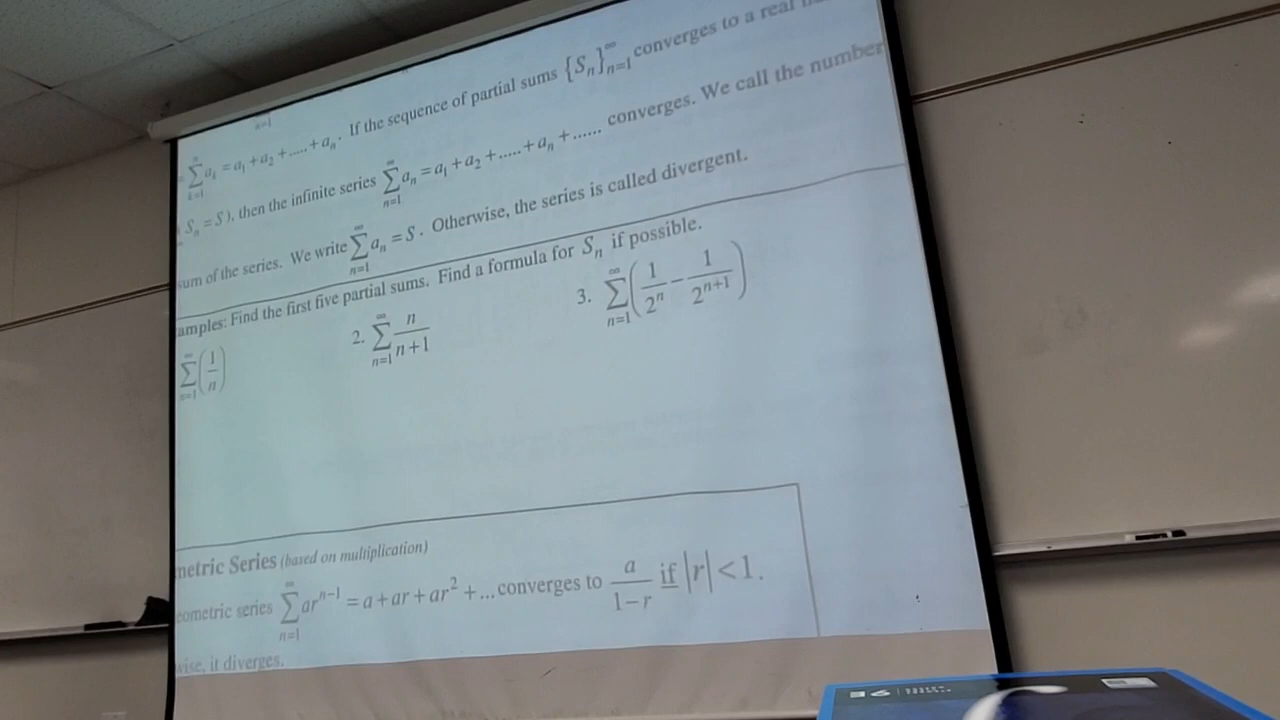 n=1
∑_{k=1}^{n} a_k = a_1 + a_2 + ..... + a_n. If the sequence of partial sums {S_n}_{n=1}^{∞} converges to a real
S_n = S), then the infinite series ∑_{n=1}^{∞} a_n = a_1 + a_2 + ..... + a_n + ...... converges. We call the number
sum of the series. We write ∑_{n=1}^{∞} a_n = S. Otherwise, the series is called divergent.
amples: Find the first five partial sums. Find a formula for S_n if possible.
∑_{n=1}^{∞} (1/n) 2. ∑_{n=1}^{∞} n/(n+1) 3. ∑_{n=1}^{∞} (1/2^n − 1/2^{n+1})
metric Series (based on multiplication)
eometric series ∑_{n=1}^{∞} ar^{n−1} = a + ar + ar^2 + ... converges to a/(1−r) if |r| < 1.
wise, it diverges.